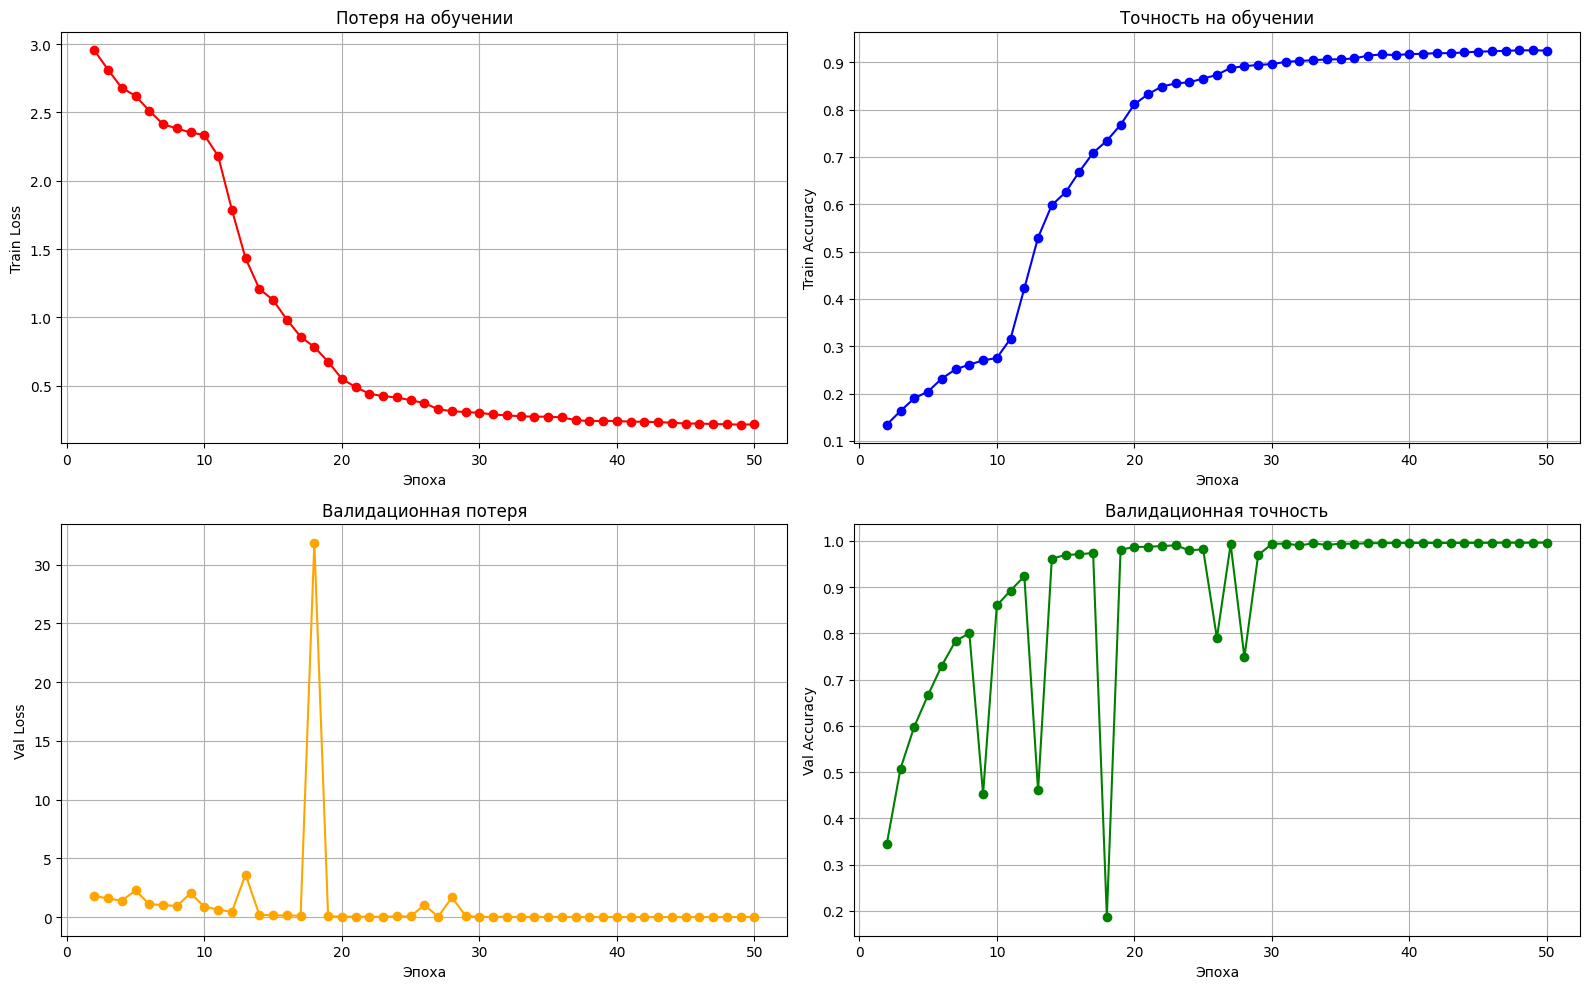 Потеря на обучении
3.0
2.5
2.0
1.5
1.0
0.5
Train Loss
0 10 20 30 40 50
Эпоха
Точность на обучении
0.9
0.8
0.7
0.6
0.5
0.4
0.3
0.2
0.1
Train Accuracy
0 10 20 30 40 50
Эпоха
Валидационная потеря
30
25
20
15
10
5
0
Val Loss
0 10 20 30 40 50
Эпоха
Валидационная точность
1.0
0.9
0.8
0.7
0.6
0.5
0.4
0.3
0.2
Val Accuracy
0 10 20 30 40 50
Эпоха